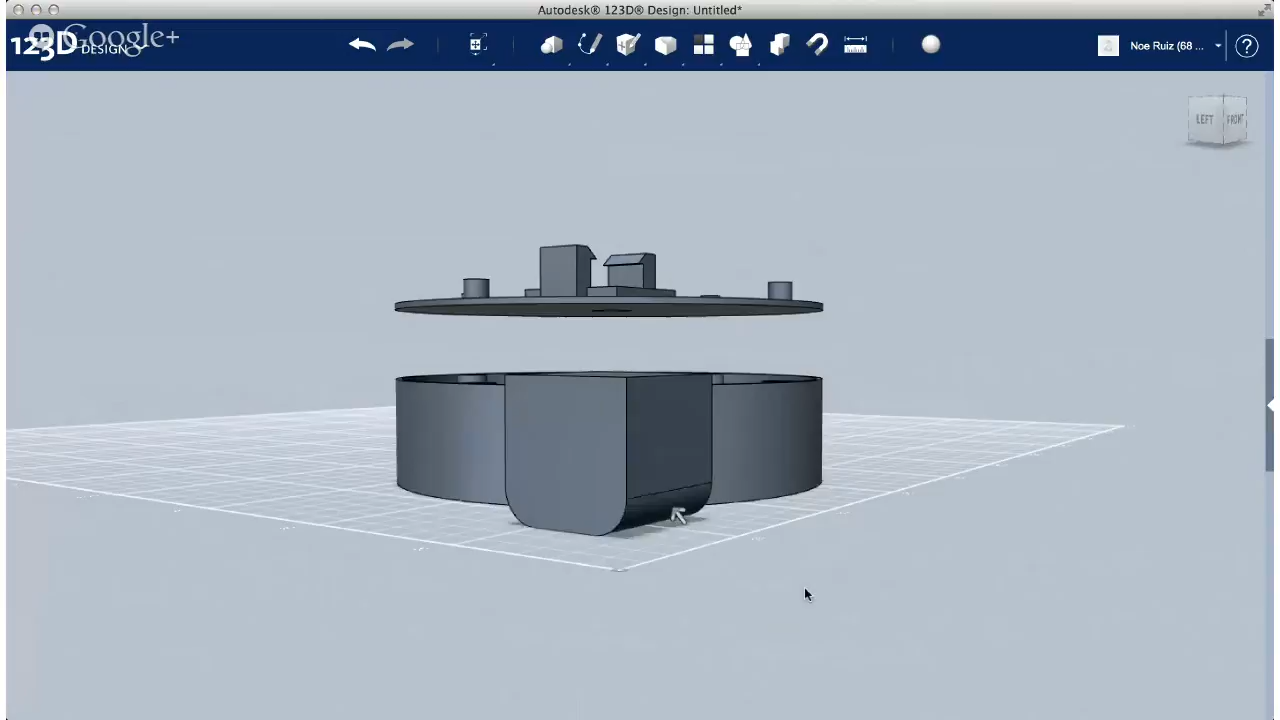 Autodesk® 123D® Design: Untitled*
Google+
123D DESIGN
Noe Ruiz (68 ...
?
LEFT
FRONT